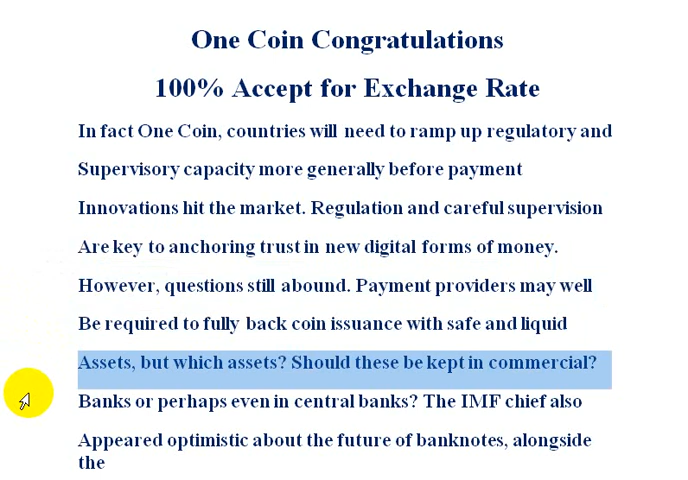 One Coin Congratulations
100% Accept for Exchange Rate
In fact One Coin, countries will need to ramp up regulatory and
Supervisory capacity more generally before payment
Innovations hit the market. Regulation and careful supervision
Are key to anchoring trust in new digital forms of money.
However, questions still abound. Payment providers may well
Be required to fully back coin issuance with safe and liquid
Assets, but which assets? Should these be kept in commercial?
Banks or perhaps even in central banks? The IMF chief also
Appeared optimistic about the future of banknotes, alongside
the